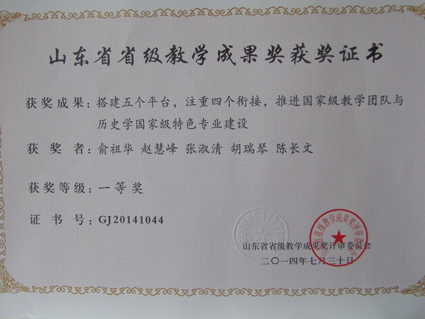 山东省省级教学成果奖获奖证书
获奖成果：搭建五个平台，注重四个衔接，推进国家级教学团队与
历史学国家级特色专业建设
获 奖 者：俞祖华 赵慧峰 张淑清 胡瑞琴 陈长文
获奖等级：一等奖
证 书 号：GJ20141044
山东省省级教学成果奖评审委员会
二〇一四年七月三十日